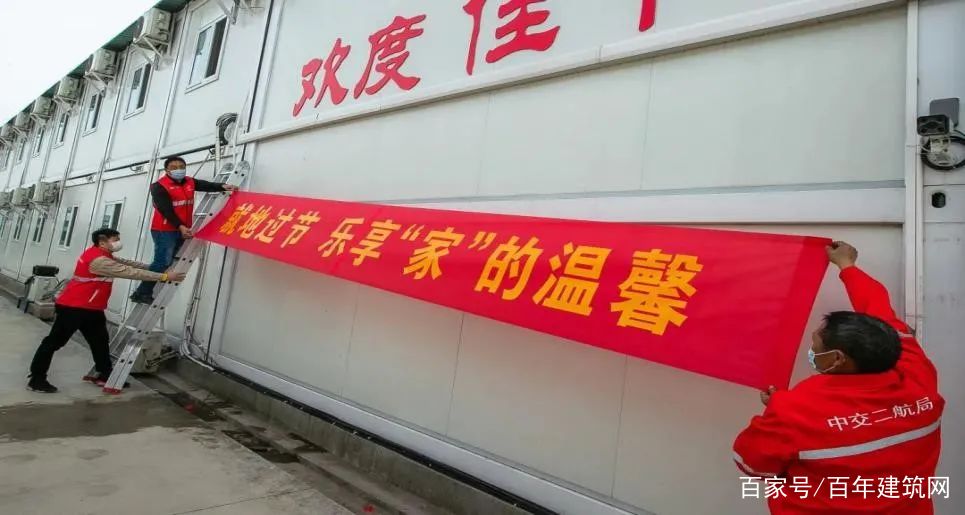 欢度佳
就地过节 乐享“家”的温馨
中交二航局
百家号/百年建筑网